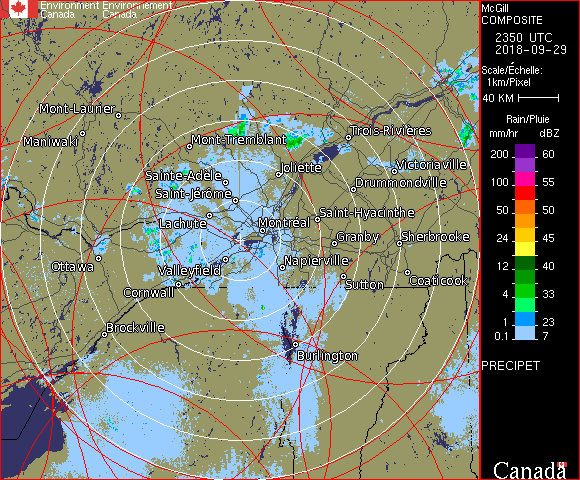 Environment Environnement
Canada Canada
McGill
COMPOSITE
2350 UTC
2018-09-29
Scale/Échelle:
1km/Pixel
40 KM
Rain/Pluie
mm/hr dBZ
200 60
100 55
50 50
24 45
12 40
4 33
1 23
0.1 7
PRECIPET
Canada
Mont-Laurier
Maniwaki
Mont-Tremblant
Trois-Rivières
Victoriaville
Sainte-Adèle
Joliette
Drummondville
Saint-Jérôme
Saint-Hyacinthe
Lachute
Montréal
Granby
Sherbrooke
Ottawa
Valleyfield
Napierville
Sutton
Coaticook
Cornwall
Brockville
Burlington